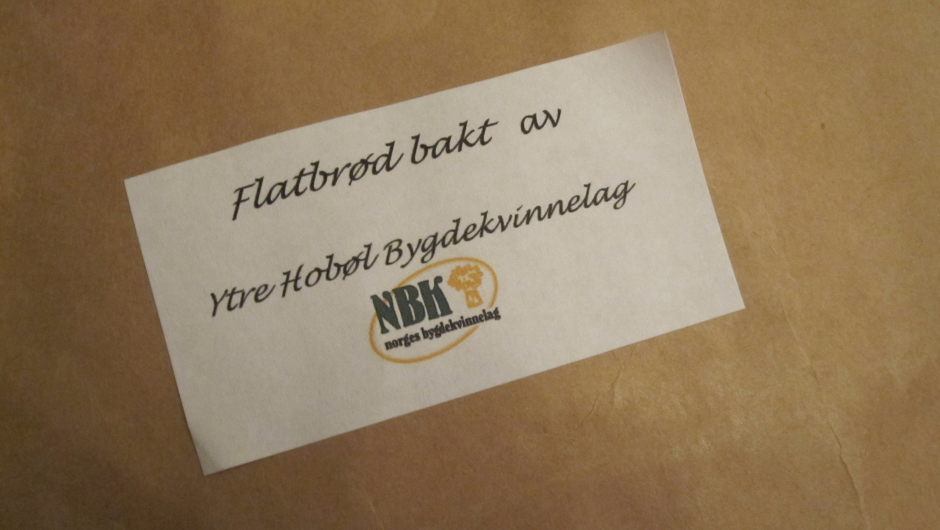 Flatbrød bakt av
Ytre Hobøl Bygdekvinnelag
NBK
norges bygdekvinnelag